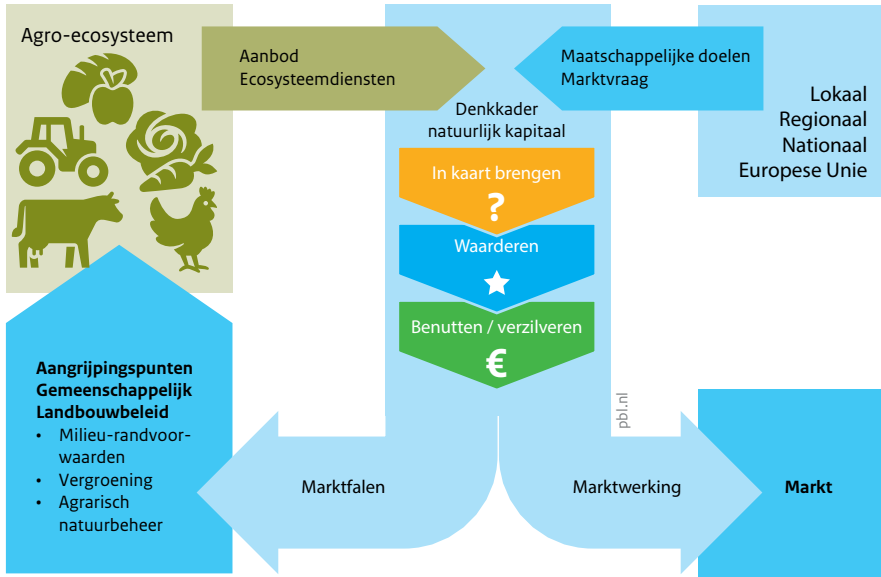 Agro-ecosysteem
Aanbod
Ecosysteemdiensten
Maatschappelijke doelen
Marktvraag
Lokaal
Regionaal
Nationaal
Europese Unie
Denkkader
natuurlijk kapitaal
In kaart brengen
?
Waarderen
Benutten / verzilveren
€
Aangrijpingspunten
Gemeenschappelijk
Landbouwbeleid
• Milieu-randvoor-
waarden
• Vergroening
• Agrarisch
natuurbeheer
Marktfalen
Marktwerking
Markt
pbl.nl